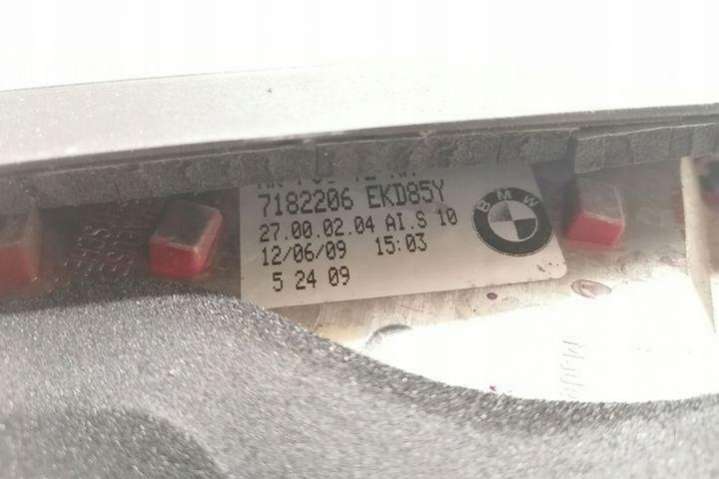 7182206 EKD85Y
27.00.02.04 AI.S 10
12/06/09 15:03
5 24 09
BMW